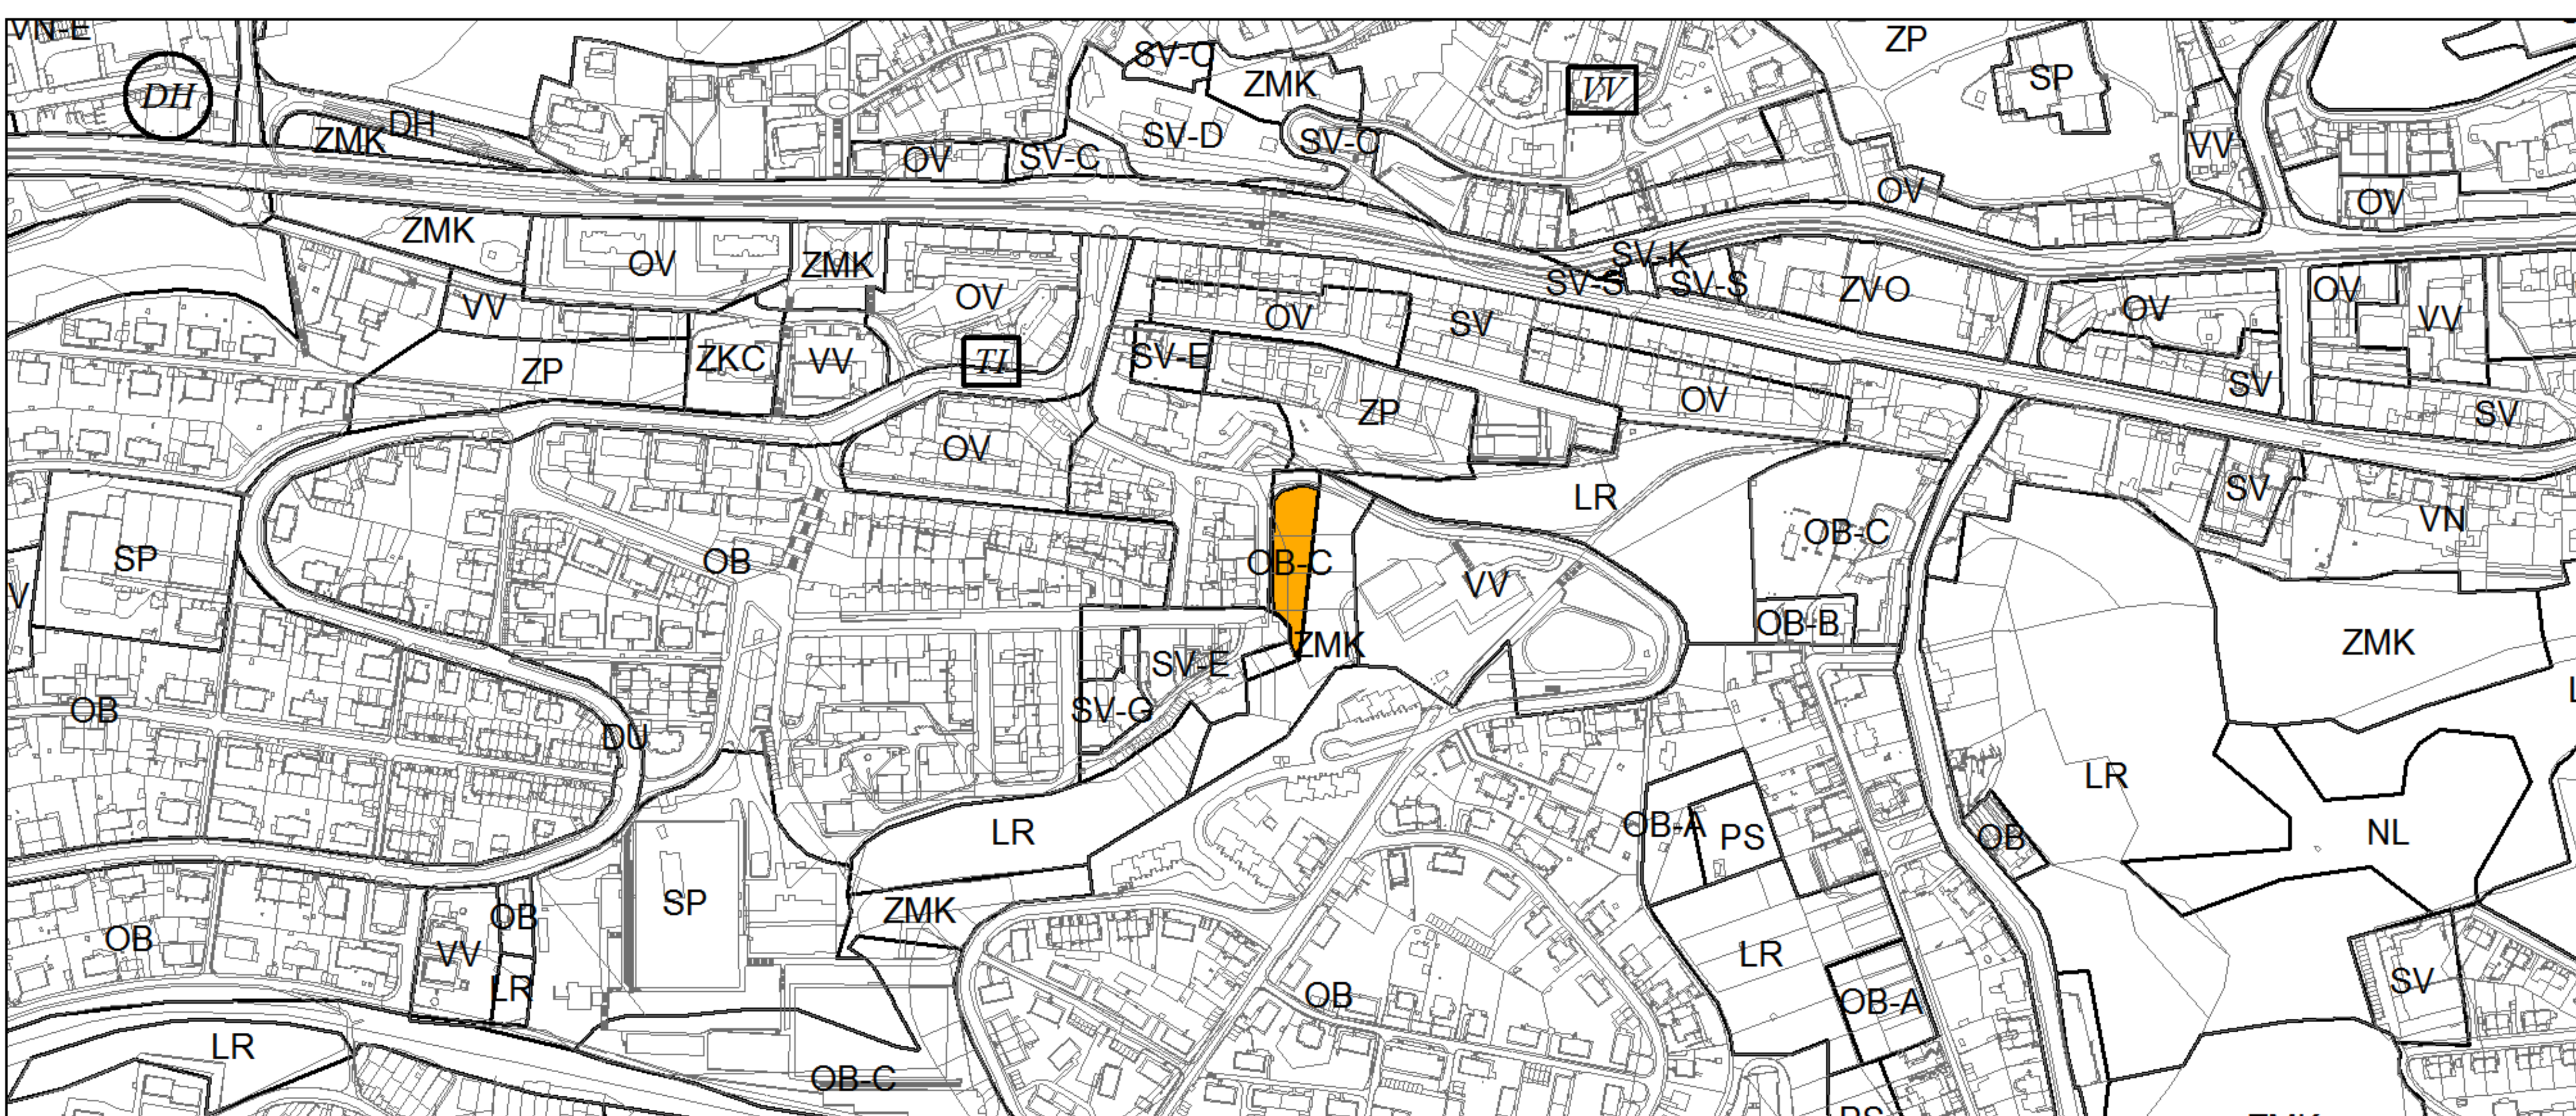 VN-E
DH
ZMK
DH
OV
SV-C
SV-O
ZMK
SV-D
SV-C
VV
ZP
SP
VV
OV
OV
ZMK
OV
ZMK
VV
OV
ZP
ZKC
VV
TI
SV-E
OV
SV
SV-S
SV-K
SV-S
ZVO
OV
OV
VV
SV
SV
ZP
OV
OV
LR
OB-C
SV
VN
SP
V
OB
OB-C
VV
OB-B
ZMK
ZMK
SV-E
SV-G
OB
DU
LR
LR
OB-A
PS
OB
NL
SP
ZMK
OB
VV
OB
LR
LR
OB
OB-A
SV
LR
OB-C